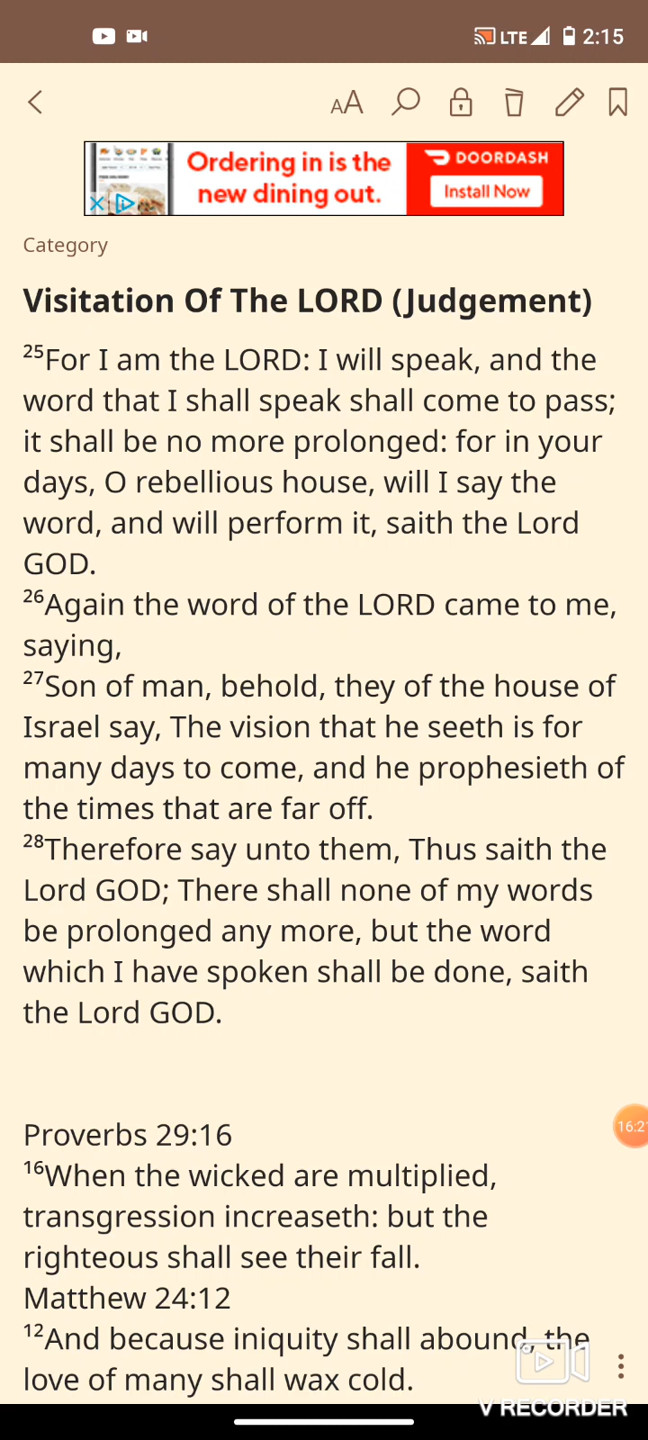 LTE 2:15
AA
Ordering in is the
new dining out.
DOORDASH
Install Now
Category
Visitation Of The LORD (Judgement)
25For I am the LORD: I will speak, and the
word that I shall speak shall come to pass;
it shall be no more prolonged: for in your
days, O rebellious house, will I say the
word, and will perform it, saith the Lord
GOD.
26Again the word of the LORD came to me,
saying,
27Son of man, behold, they of the house of
Israel say, The vision that he seeth is for
many days to come, and he prophesieth of
the times that are far off.
28Therefore say unto them, Thus saith the
Lord GOD; There shall none of my words
be prolonged any more, but the word
which I have spoken shall be done, saith
the Lord GOD.
Proverbs 29:16
16When the wicked are multiplied,
transgression increaseth: but the
righteous shall see their fall.
Matthew 24:12
12And because iniquity shall abound, the
love of many shall wax cold.
V RECORDER